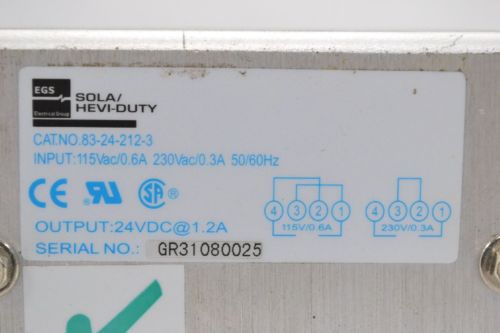 EGS
Electrical Group
SOLA/
HEVI-DUTY
CAT.NO.83-24-212-3
INPUT:115Vac/0.6A 230Vac/0.3A 50/60Hz
CE RU SA
OUTPUT:24VDC@1.2A
SERIAL NO.: GR31080025
4 3 2 1
115V/0.6A
4 3 2 1
230V/0.3A